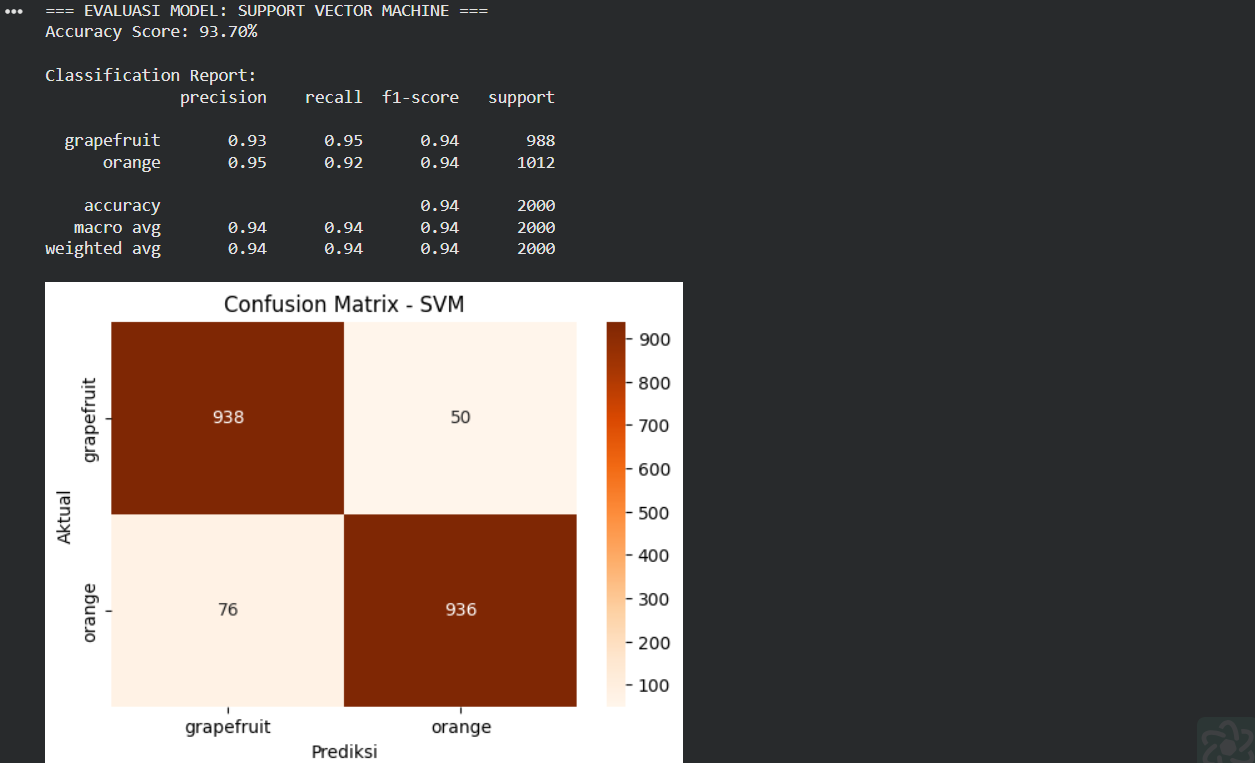 === EVALUASI MODEL: SUPPORT VECTOR MACHINE ===
Accuracy Score: 93.70%
Classification Report:
precision recall f1-score support
grapefruit 0.93 0.95 0.94 988
orange 0.95 0.92 0.94 1012
accuracy 0.94 2000
macro avg 0.94 0.94 0.94 2000
weighted avg 0.94 0.94 0.94 2000
Confusion Matrix - SVM
Aktual
grapefruit
938 50
orange
76 936
grapefruit orange
Prediksi
900
800
700
600
500
400
300
200
100